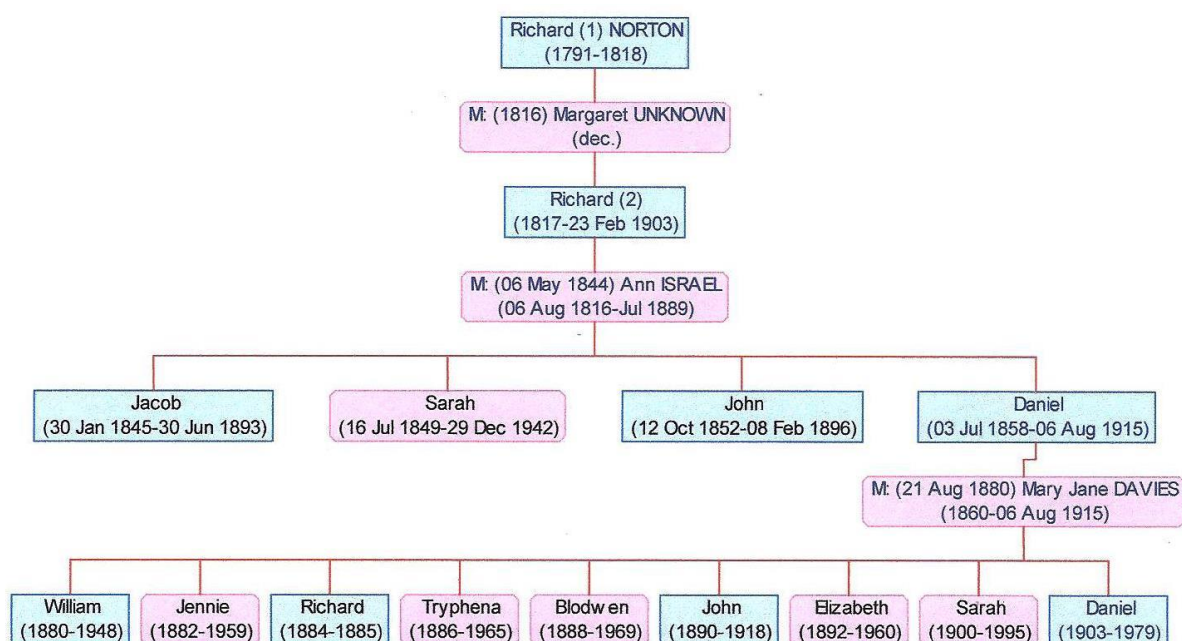 Richard (1) NORTON
(1791-1818)
M: (1816) Margaret UNKNOWN
(dec.)
Richard (2)
(1817-23 Feb 1903)
M: (06 May 1844) Ann ISRAEL
(06 Aug 1816-Jul 1889)
Jacob
(30 Jan 1845-30 Jun 1893)
Sarah
(16 Jul 1849-29 Dec 1942)
John
(12 Oct 1852-08 Feb 1896)
Daniel
(03 Jul 1858-06 Aug 1915)
M: (21 Aug 1880) Mary Jane DAVIES
(1860-06 Aug 1915)
William
(1880-1948)
Jennie
(1882-1959)
Richard
(1884-1885)
Tryphena
(1886-1965)
Blodwen
(1888-1969)
John
(1890-1918)
Elizabeth
(1892-1960)
Sarah
(1900-1995)
Daniel
(1903-1979)